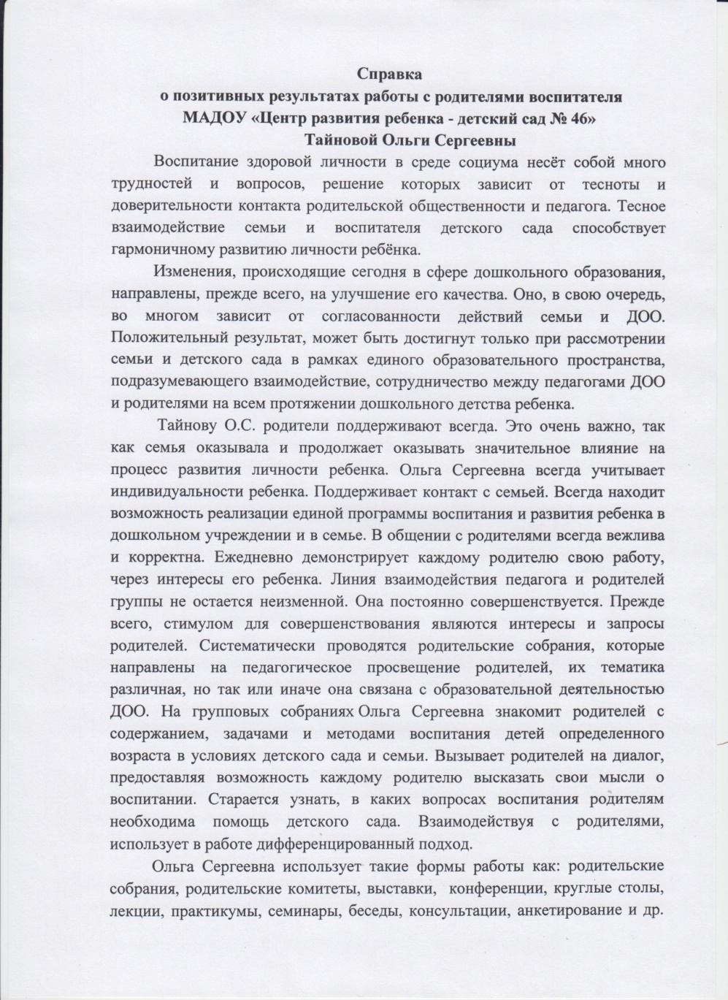 Справка
о позитивных результатах работы с родителями воспитателя
МАДОУ «Центр развития ребенка - детский сад № 46»
Тайновой Ольги Сергеевны
Воспитание здоровой личности в среде социума несёт собой много
трудностей и вопросов, решение которых зависит от тесноты и
доверительности контакта родительской общественности и педагога. Тесное
взаимодействие семьи и воспитателя детского сада способствует
гармоничному развитию личности ребёнка.
Изменения, происходящие сегодня в сфере дошкольного образования,
направлены, прежде всего, на улучшение его качества. Оно, в свою очередь,
во многом зависит от согласованности действий семьи и ДОО.
Положительный результат, может быть достигнут только при рассмотрении
семьи и детского сада в рамках единого образовательного пространства,
подразумевающего взаимодействие, сотрудничество между педагогами ДОО
и родителями на всем протяжении дошкольного детства ребенка.
Тайнову О.С. родители поддерживают всегда. Это очень важно, так
как семья оказывала и продолжает оказывать значительное влияние на
процесс развития личности ребенка. Ольга Сергеевна всегда учитывает
индивидуальности ребенка. Поддерживает контакт с семьей. Всегда находит
возможность реализации единой программы воспитания и развития ребенка в
дошкольном учреждении и в семье. В общении с родителями всегда вежлива
и корректна. Ежедневно демонстрирует каждому родителю свою работу,
через интересы его ребенка. Линия взаимодействия педагога и родителей
группы не остается неизменной. Она постоянно совершенствуется. Прежде
всего, стимулом для совершенствования являются интересы и запросы
родителей. Систематически проводятся родительские собрания, которые
направлены на педагогическое просвещение родителей, их тематика
различная, но так или иначе она связана с образовательной деятельностью
ДОО. На групповых собраниях Ольга Сергеевна знакомит родителей с
содержанием, задачами и методами воспитания детей определенного
возраста в условиях детского сада и семьи. Вызывает родителей на диалог,
предоставляя возможность каждому родителю высказать свои мысли о
воспитании. Старается узнать, в каких вопросах воспитания родителям
необходима помощь детского сада. Взаимодействуя с родителями,
использует в работе дифференцированный подход.
Ольга Сергеевна использует такие формы работы как: родительские
собрания, родительские комитеты, выставки, конференции, круглые столы,
лекции, практикумы, семинары, беседы, консультации, анкетирование и др.